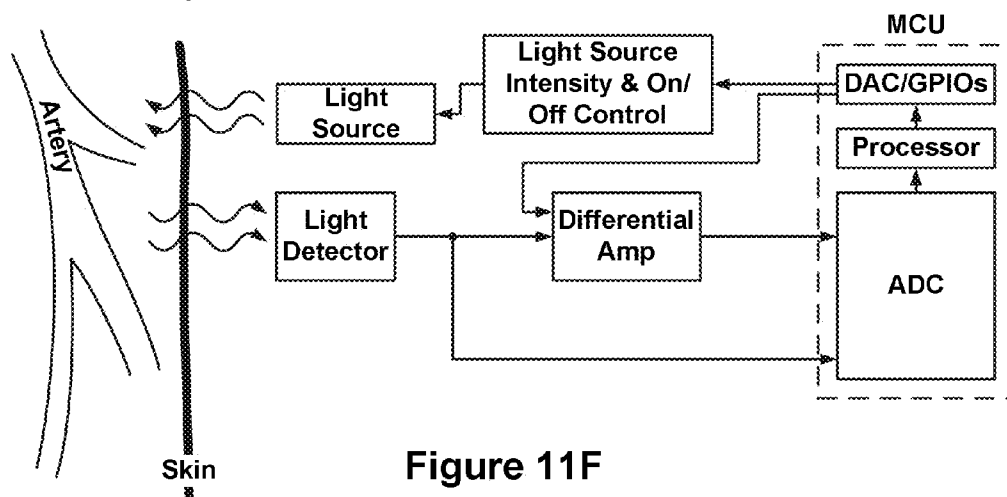 MCU
Light Source
Intensity & On/
Off Control
DAC/GPIOs
Light
Source
Processor
Artery
Light
Detector
Differential
Amp
ADC
Skin
Figure 11F